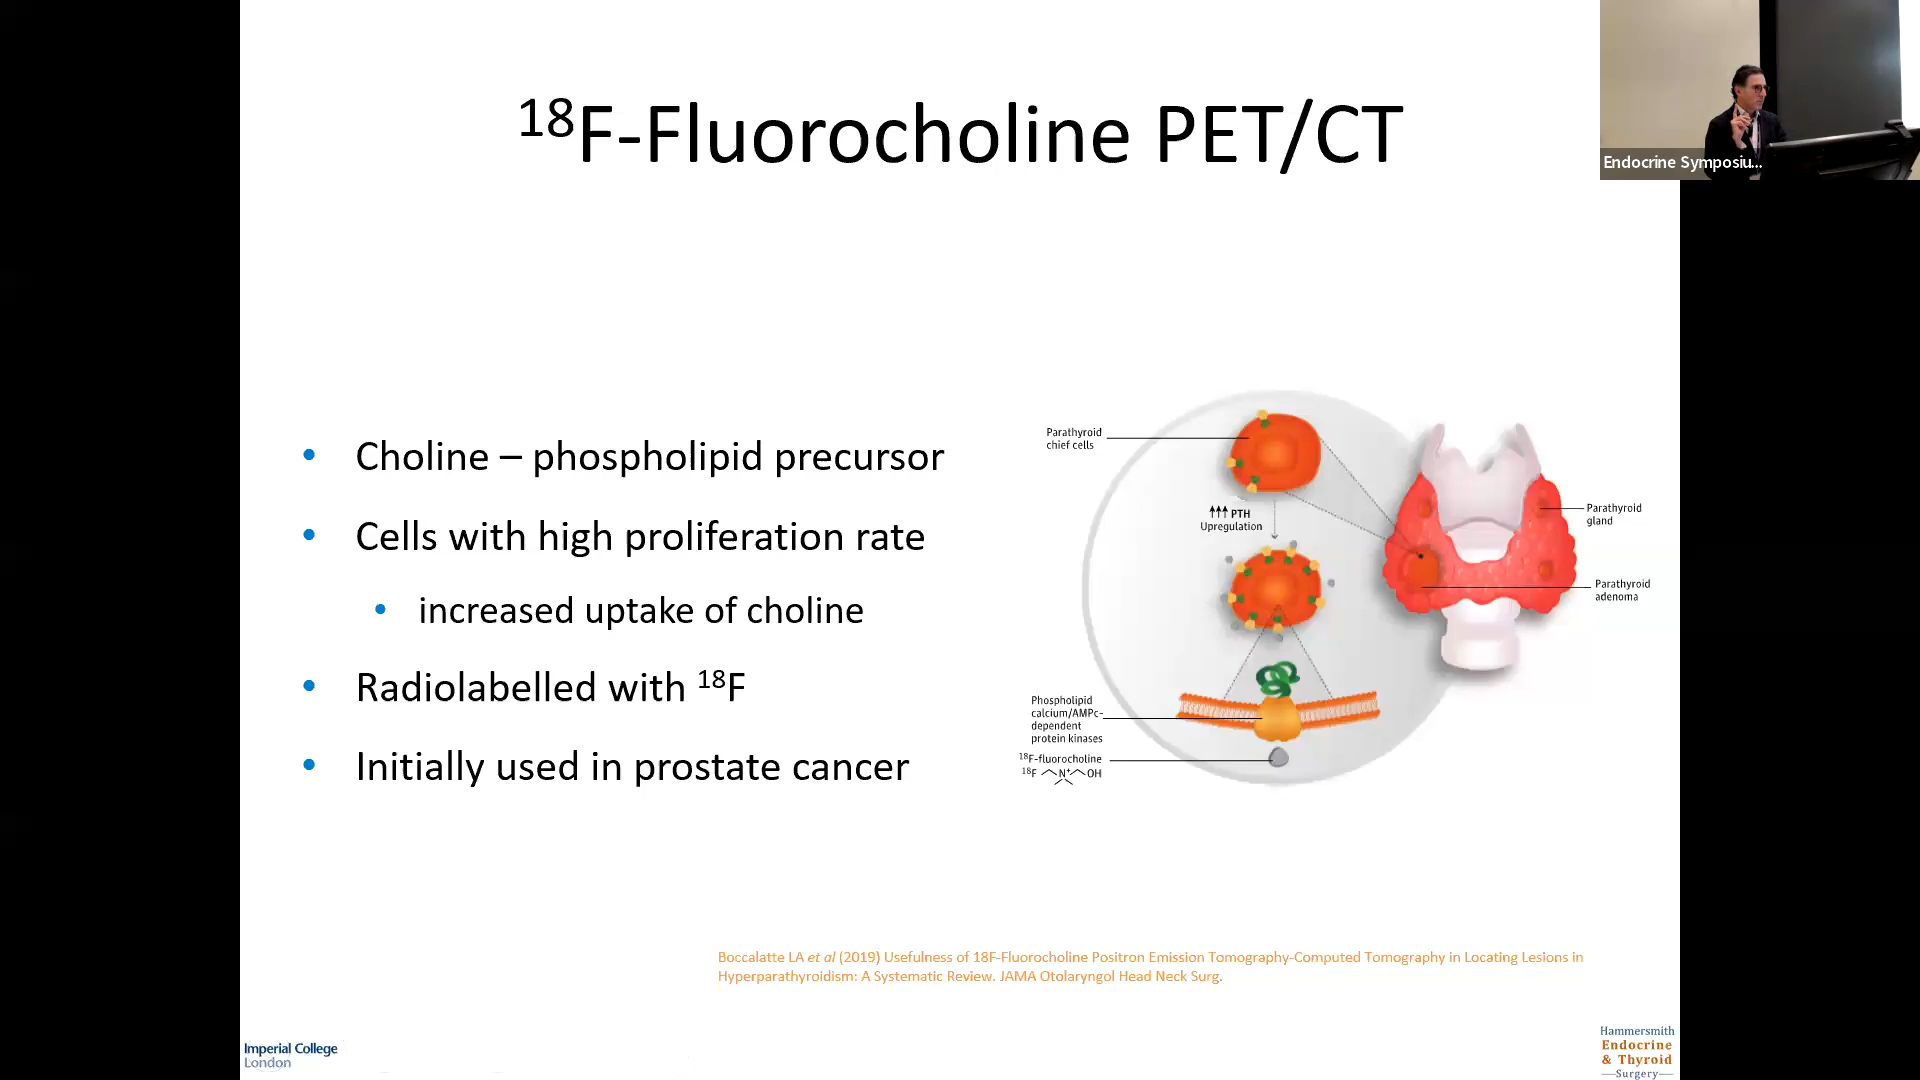 ¹⁸F-Fluorocholine PET/CT
Endocrine Symposiu...
• Choline – phospholipid precursor
• Cells with high proliferation rate
• increased uptake of choline
• Radiolabelled with ¹⁸F
• Initially used in prostate cancer
Parathyroid
chief cells
↑↑↑ PTH
Upregulation
Parathyroid
gland
Parathyroid
adenoma
Phospholipid
calcium/AMPc-
dependent
protein kinases
¹⁸F-fluorocholine
¹⁸F N⁺ OH
Boccalatte LA et al (2019) Usefulness of 18F-Fluorocholine Positron Emission Tomography-Computed Tomography in Locating Lesions in
Hyperparathyroidism: A Systematic Review. JAMA Otolaryngol Head Neck Surg.
Imperial College
London
Hammersmith
Endocrine
& Thyroid
Surgery